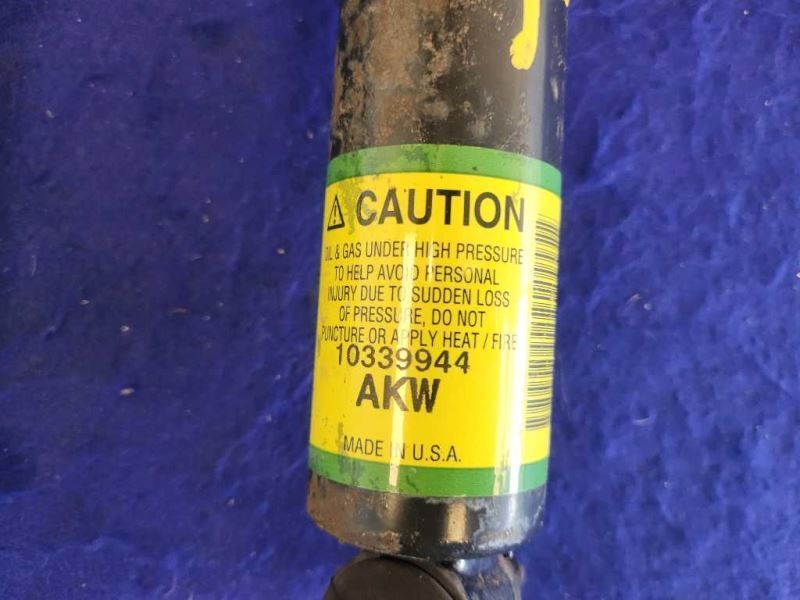 CAUTION
OIL & GAS UNDER HIGH PRESSURE
TO HELP AVOID PERSONAL
INJURY DUE TO SUDDEN LOSS
OF PRESSURE, DO NOT
PUNCTURE OR APPLY HEAT / FIRE
10339944
AKW
MADE IN U.S.A.